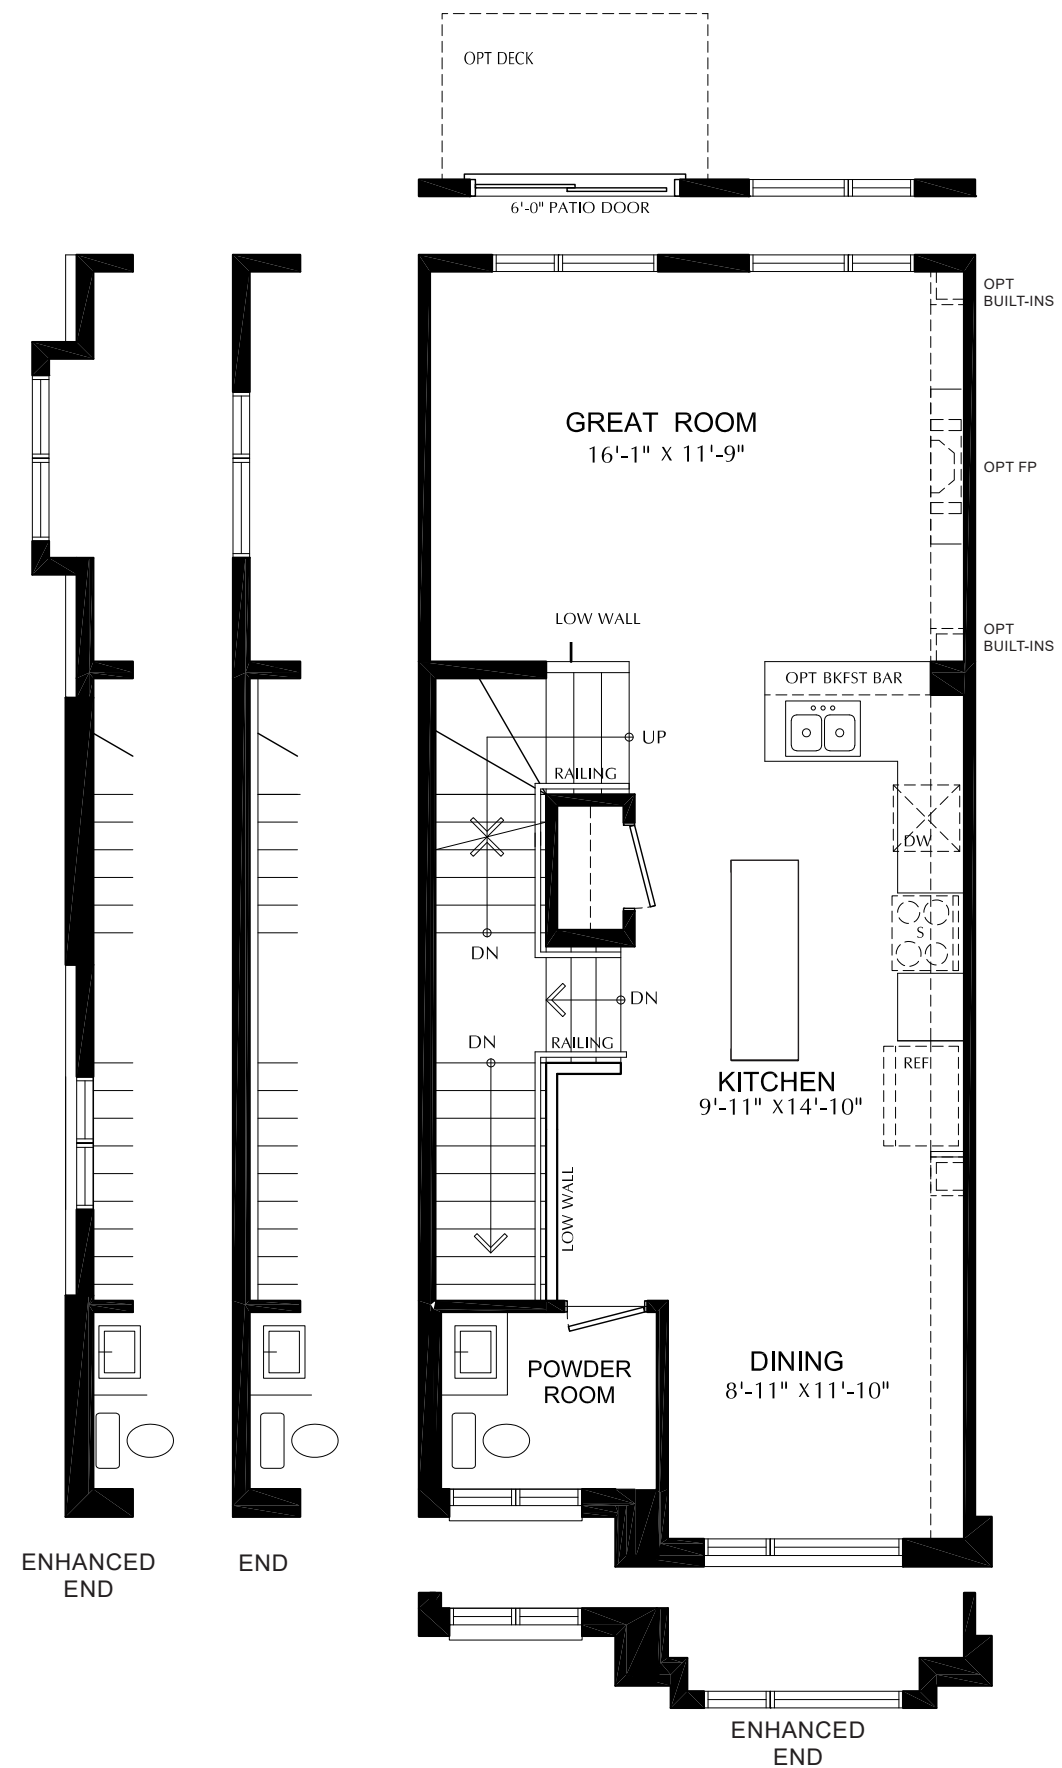 OPT DECK
6'-0" PATIO DOOR
OPT
BUILT-INS
GREAT ROOM
16'-1" X 11'-9"
OPT FP
LOW WALL
OPT
BUILT-INS
OPT BKFST BAR
UP
RAILING
DW
S
DN
DN
DN
RAILING
REF
KITCHEN
9'-11" X14'-10"
LOW WALL
DINING
8'-11" X11'-10"
POWDER
ROOM
ENHANCED
END
END
ENHANCED
END